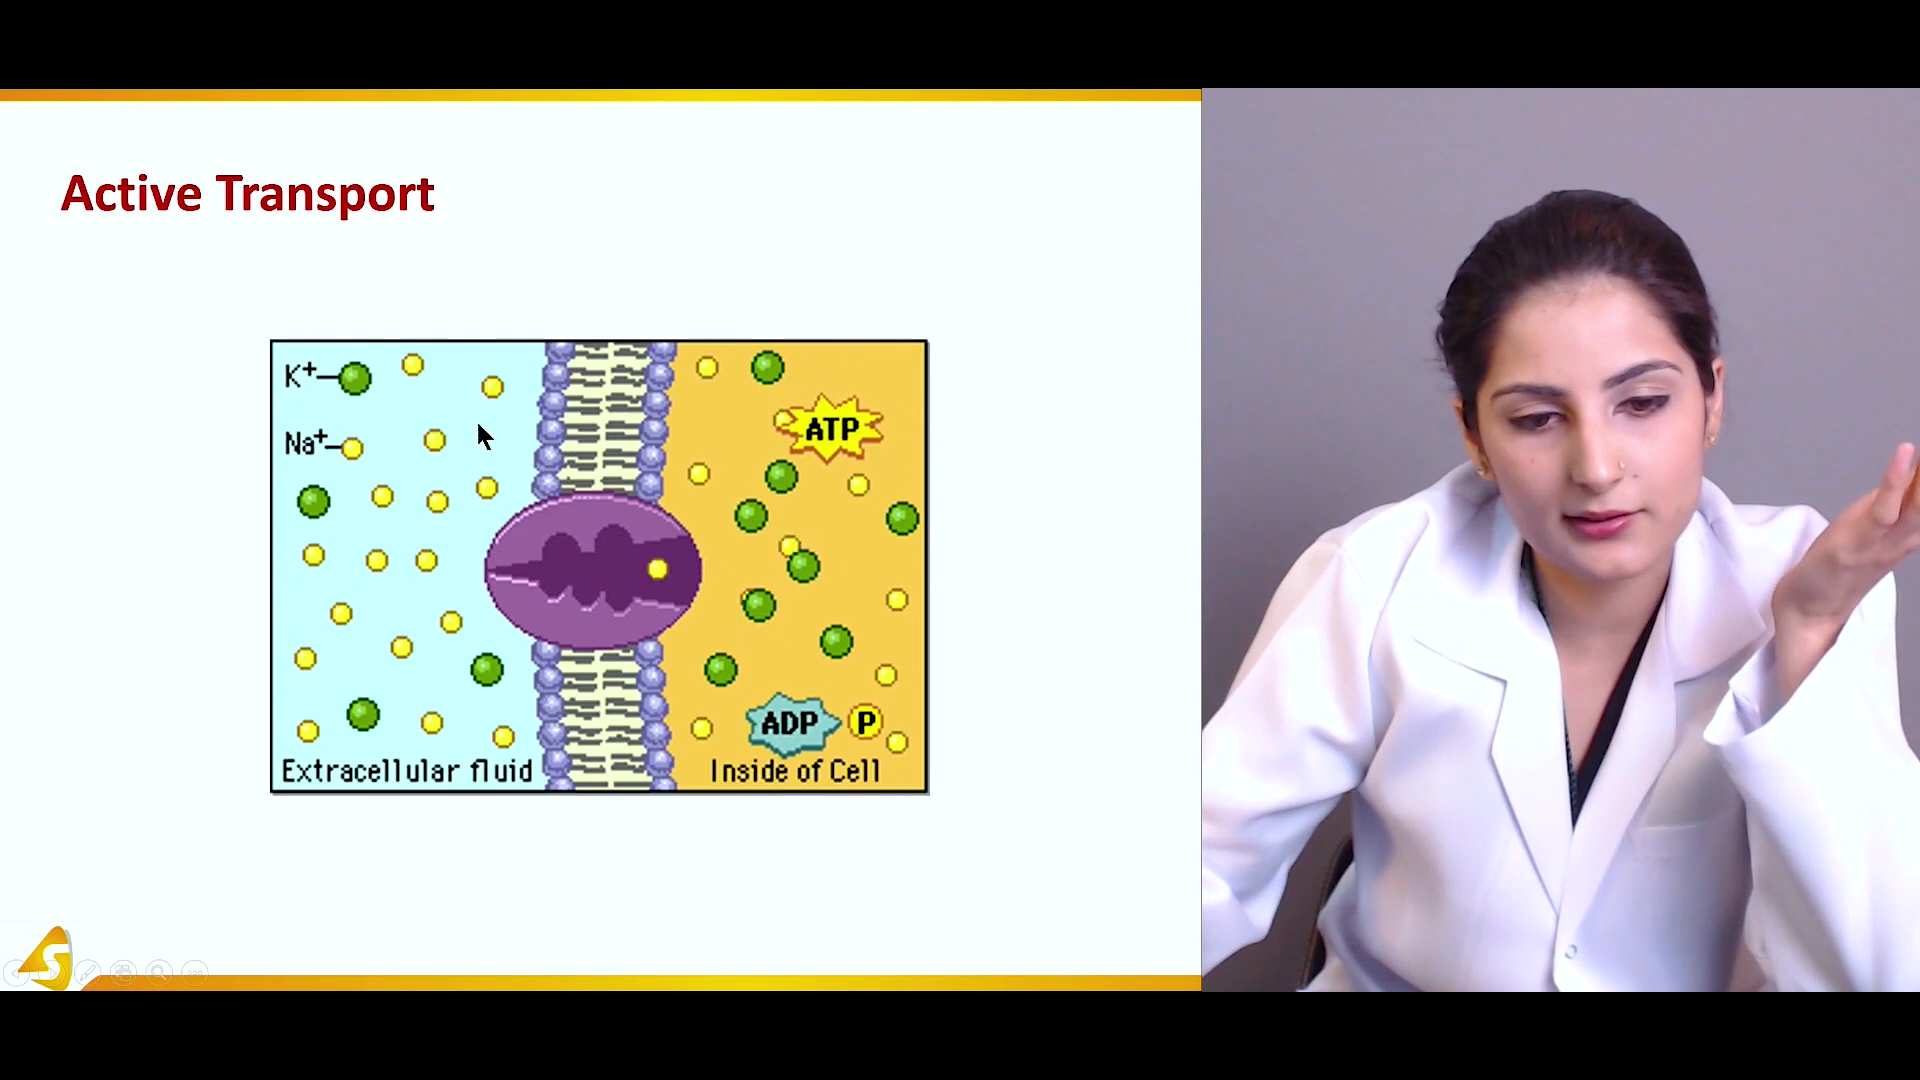 Active Transport
K+
Na+
ATP
ADP P
Extracellular fluid
Inside of Cell
S